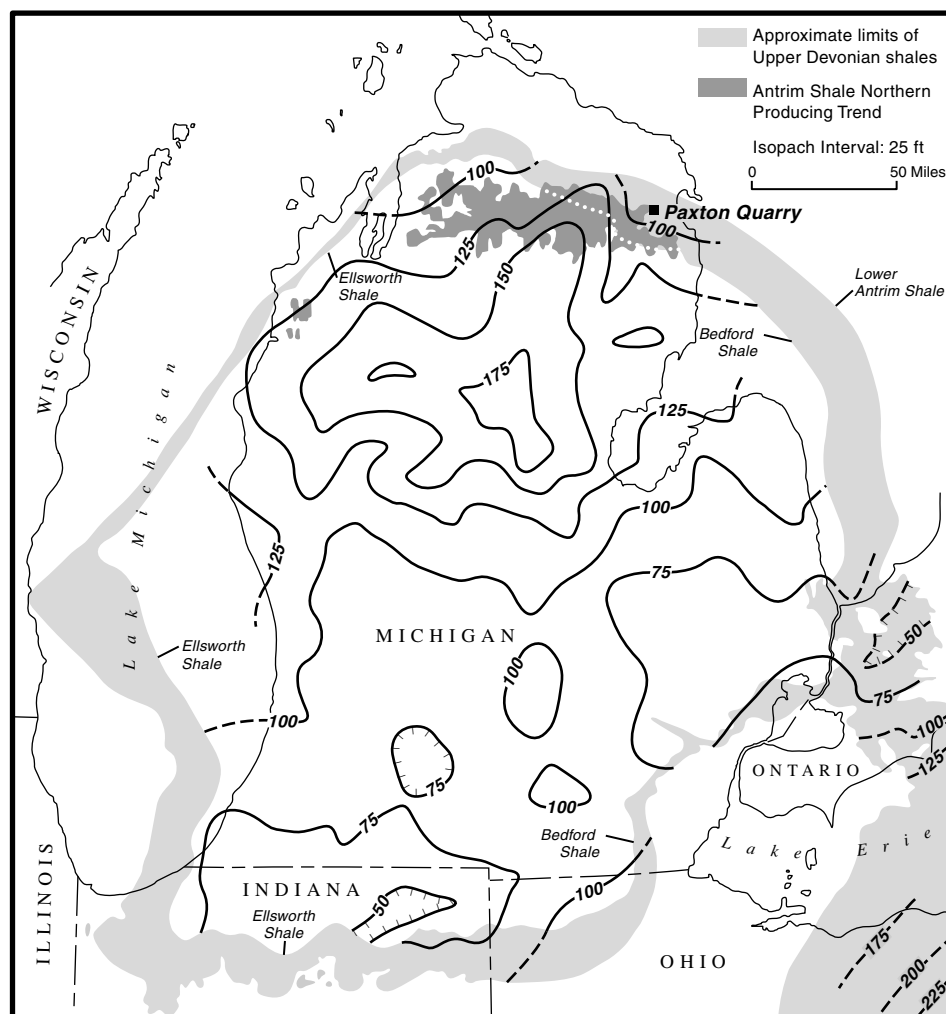 Approximate limits of
Upper Devonian shales
Antrim Shale Northern
Producing Trend
Isopach Interval: 25 ft
0 50 Miles
100
Paxton Quarry
100
125
150
Ellsworth
Shale
Lower
Antrim Shale
WISCONSIN
Bedford
Shale
175
125
Lake Michigan
100
125
75
50
MICHIGAN
Ellsworth
Shale
100
75
100
100
125
75
ONTARIO
100
75
Bedford
Shale
Lake Erie
ILLINOIS
INDIANA
50
100
Ellsworth
Shale
OHIO
175
200
225